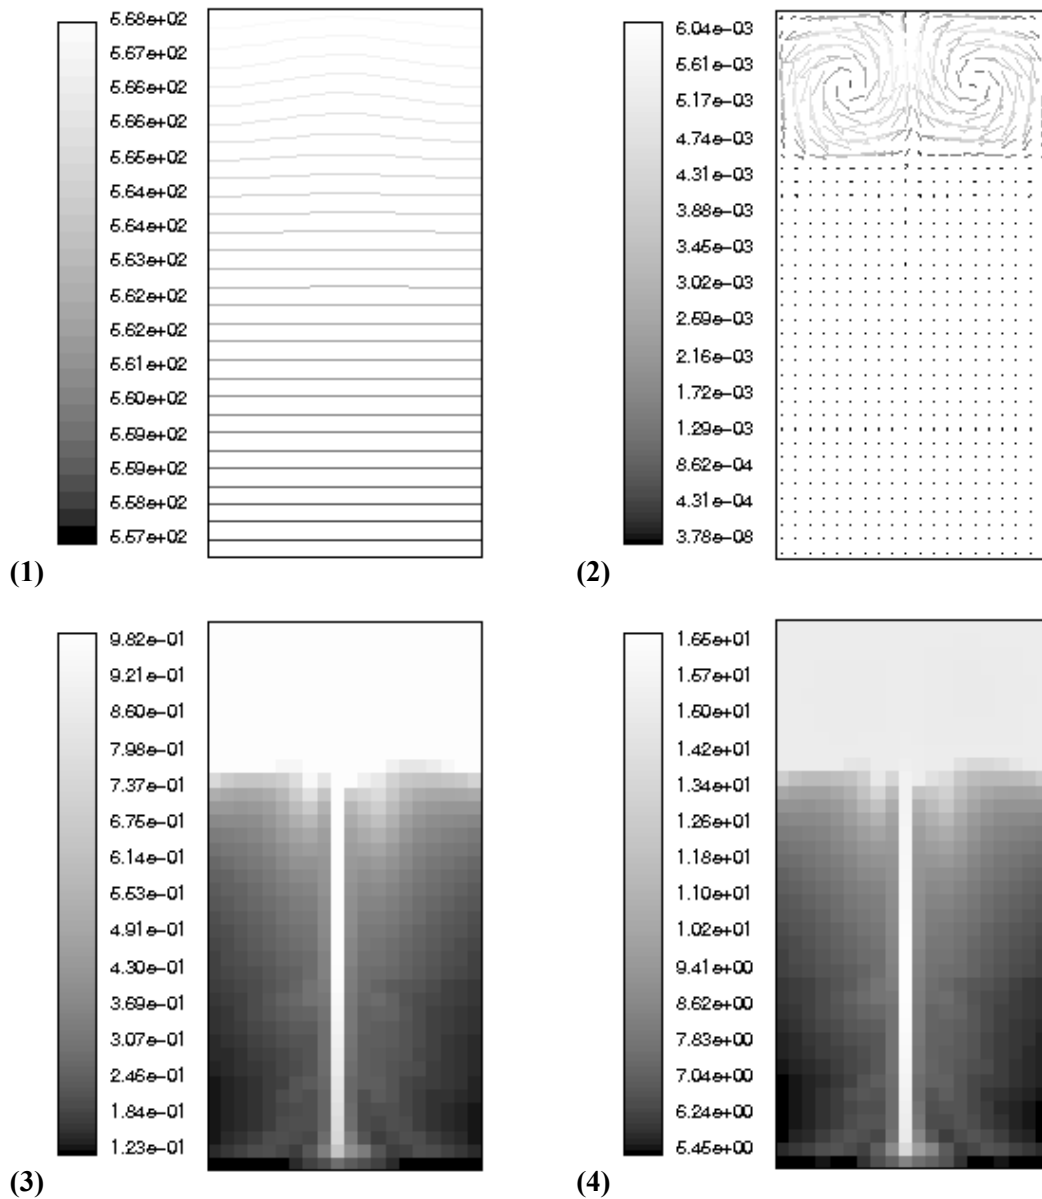 5.68e+02
5.67e+02
5.66e+02
5.66e+02
5.65e+02
5.64e+02
5.64e+02
5.63e+02
5.62e+02
5.62e+02
5.61e+02
5.60e+02
5.59e+02
5.59e+02
5.58e+02
5.57e+02
(1)
6.04e-03
5.61e-03
5.17e-03
4.74e-03
4.31e-03
3.88e-03
3.45e-03
3.02e-03
2.59e-03
2.16e-03
1.72e-03
1.29e-03
8.62e-04
4.31e-04
3.78e-08
(2)
9.82e-01
9.21e-01
8.60e-01
7.98e-01
7.37e-01
6.75e-01
6.14e-01
5.53e-01
4.91e-01
4.30e-01
3.69e-01
3.07e-01
2.46e-01
1.84e-01
1.23e-01
(3)
1.65e+01
1.57e+01
1.50e+01
1.42e+01
1.34e+01
1.26e+01
1.18e+01
1.10e+01
1.02e+01
9.41e+00
8.62e+00
7.83e+00
7.04e+00
6.24e+00
5.45e+00
(4)